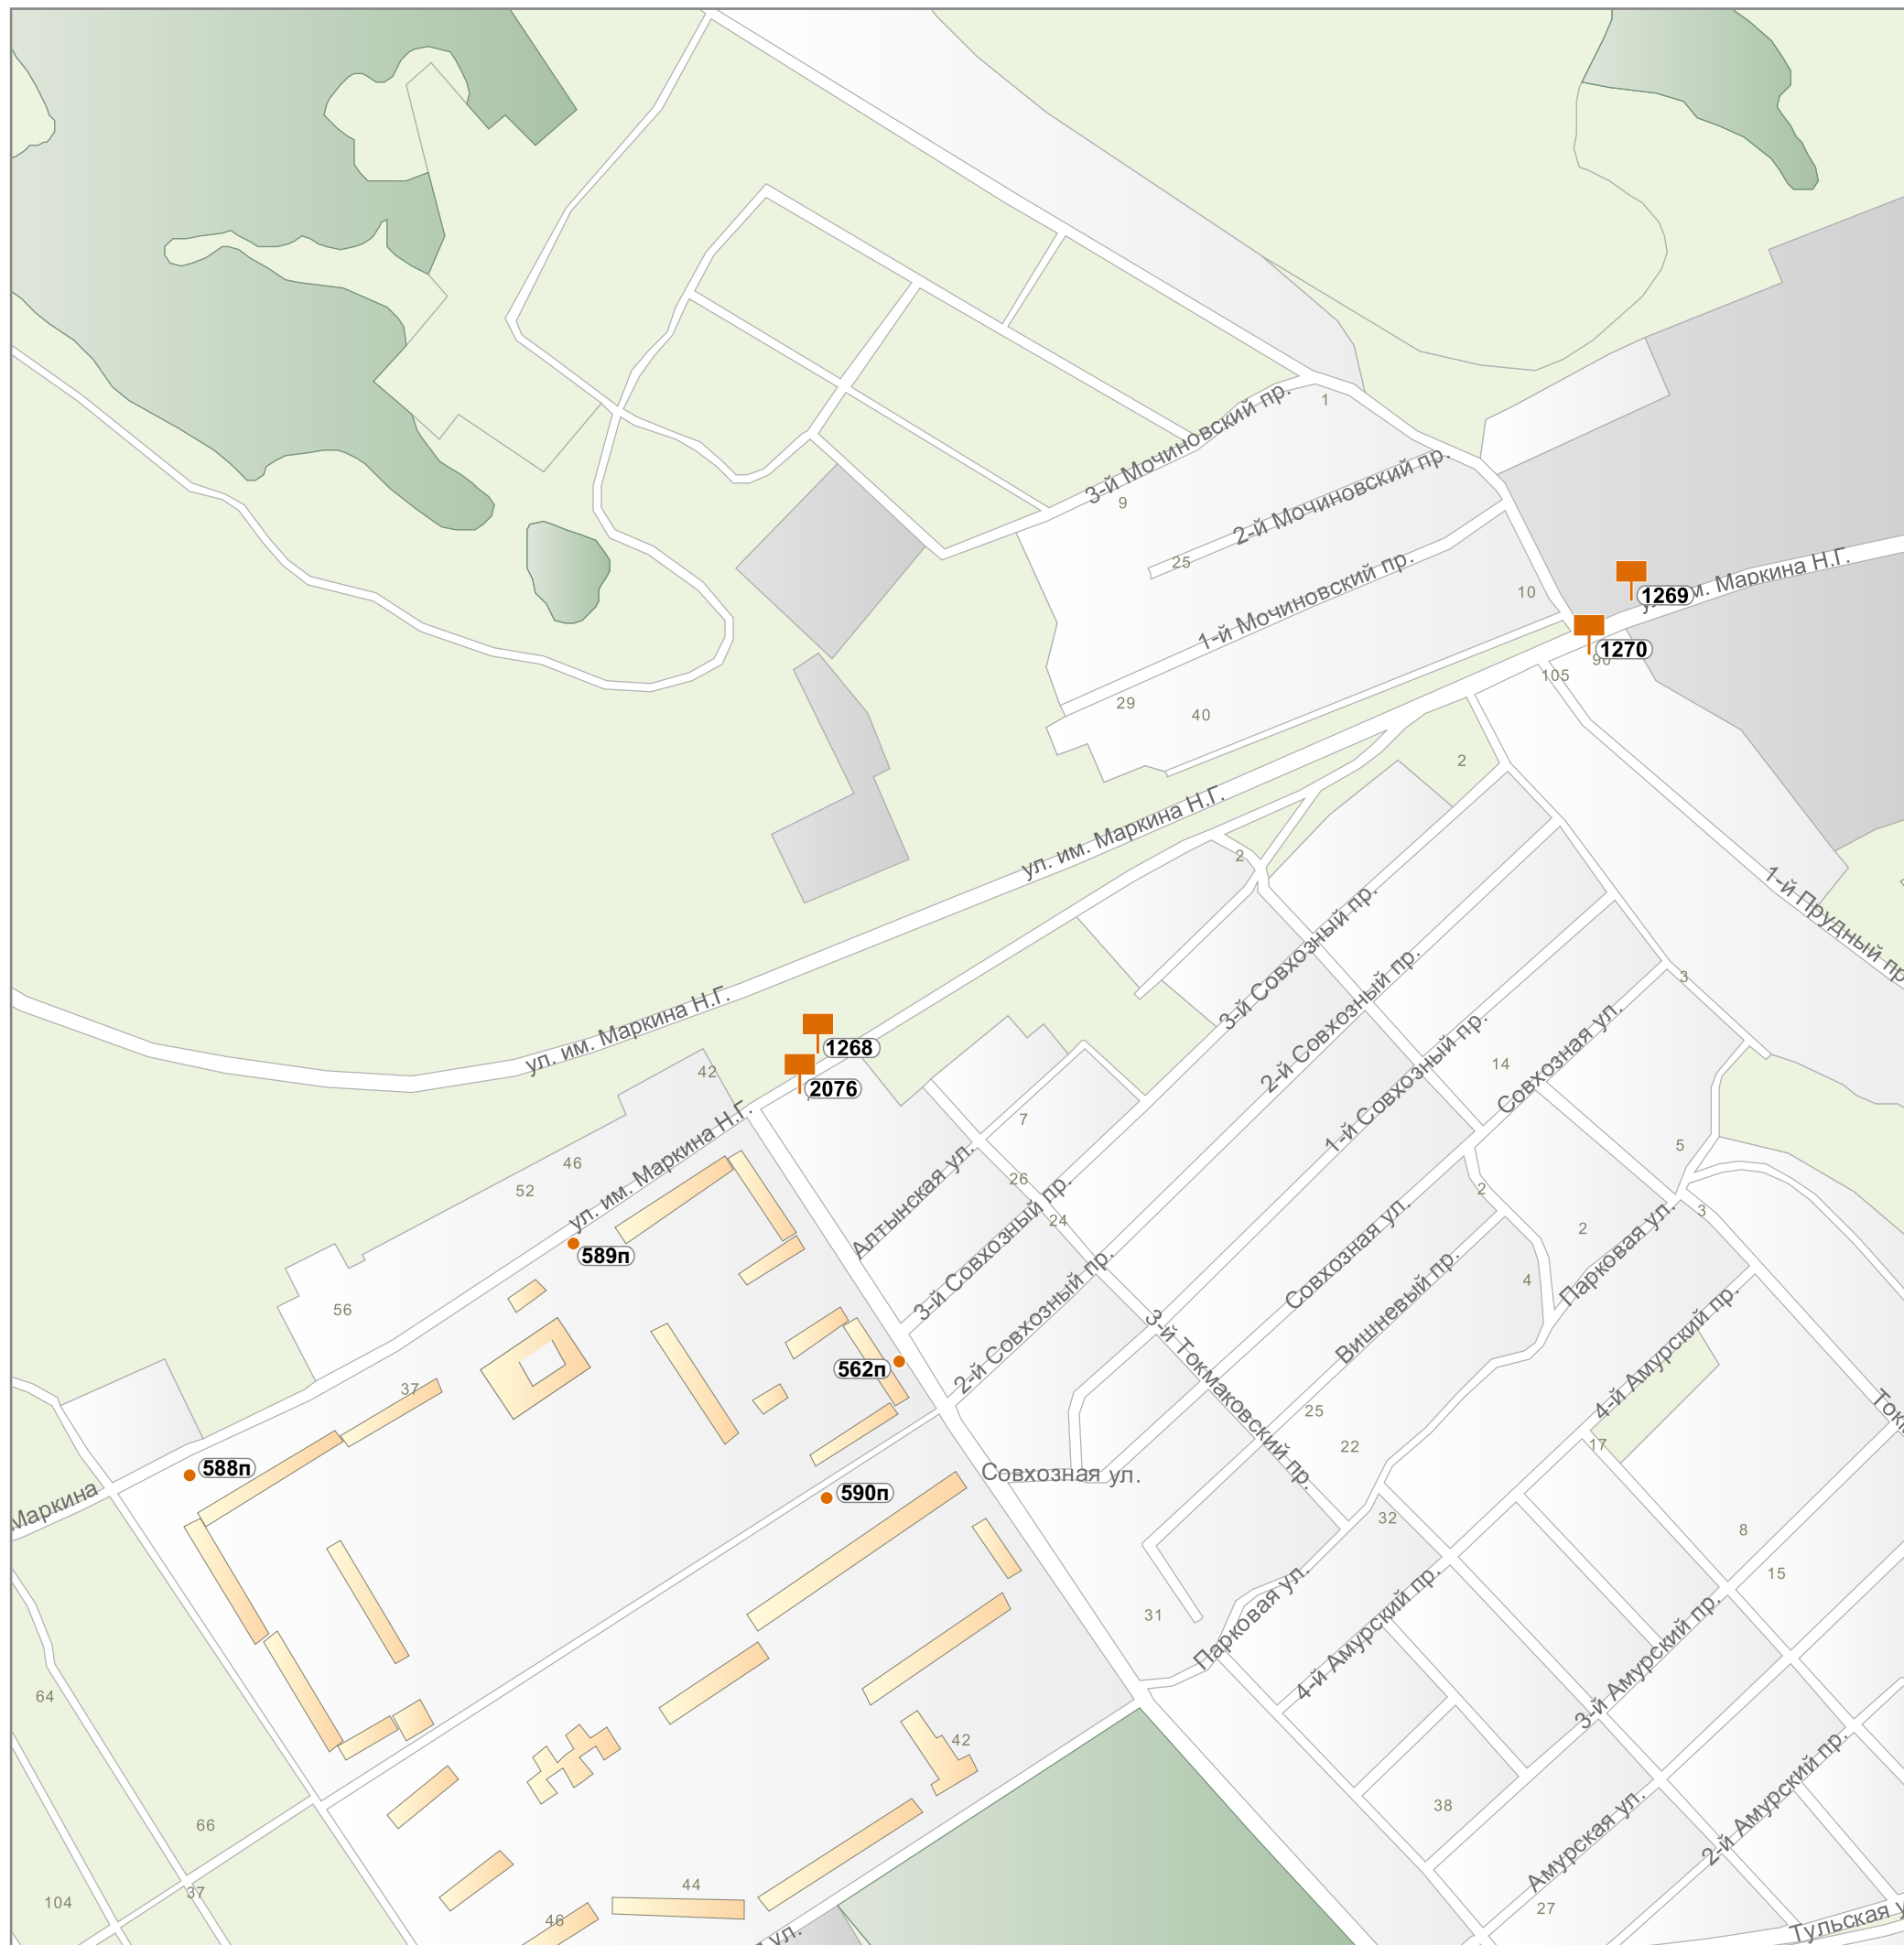 1
3-й Мочиновский пр.
2-й Мочиновский пр.
9
25
1-й Мочиновский пр.
10
1269
ул. им. Маркина Н.Г.
1270
90
105
29
40
2
ул. им. Маркина Н.Г.
2
1-й Прудный пр
3-й Совхозный пр.
2-й Совхозный пр.
3
ул. им. Маркина Н.Г.
1268
2076
42
1-й Совхозный пр.
Совхозная ул.
14
7
ул. им. Маркина Н.Г.
46
52
Алтынская ул.
26
24
5
2
3
2
589п
3-й Совхозный пр.
Совхозная ул.
Парковая ул.
4
56
2-й Совхозный пр.
Вишневый пр.
562п
3-й Токмаковский пр.
4-й Амурский пр.
37
25
22
17
Токм
588п
Совхозная ул.
590п
Маркина
32
8
15
31
Парковая ул.
4-й Амурский пр.
3-й Амурский пр.
64
42
2-й Амурский пр.
38
66
Амурская ул.
37
104
44
46
27
Тульская у
ул.